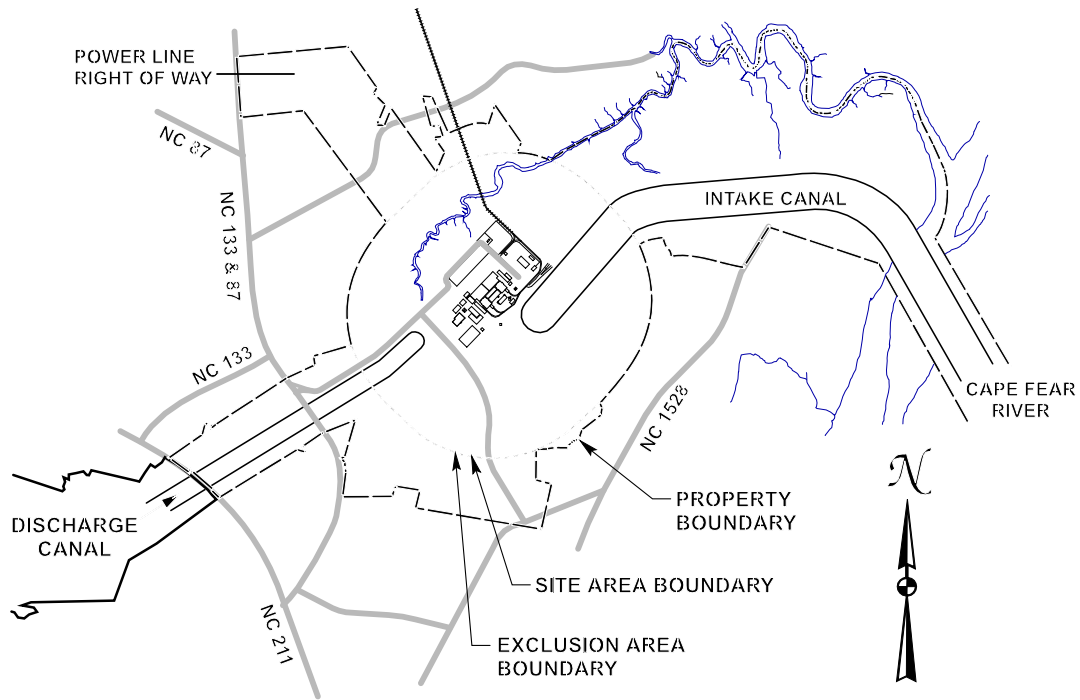 POWER LINE
RIGHT OF WAY
NC 87
NC 133 & 87
INTAKE CANAL
NC 133
NC 1528
CAPE FEAR
RIVER
N
PROPERTY
BOUNDARY
DISCHARGE
CANAL
SITE AREA BOUNDARY
NC 211
EXCLUSION AREA
BOUNDARY